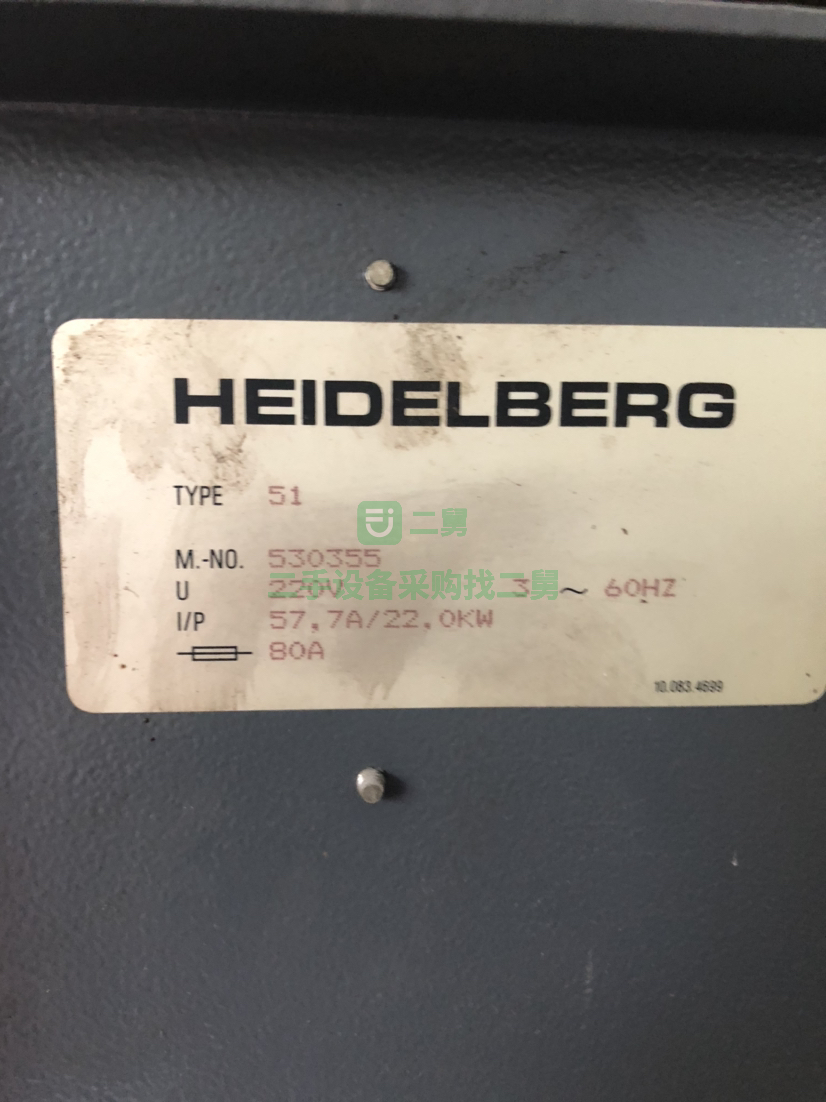 HEIDELBERG
TYPE 51
二舅
M.-NO. 530355
U 220V 3 ~ 60HZ
二手设备采购找二舅
I/P 57,7A/22,0KW
80A
10.083.4699